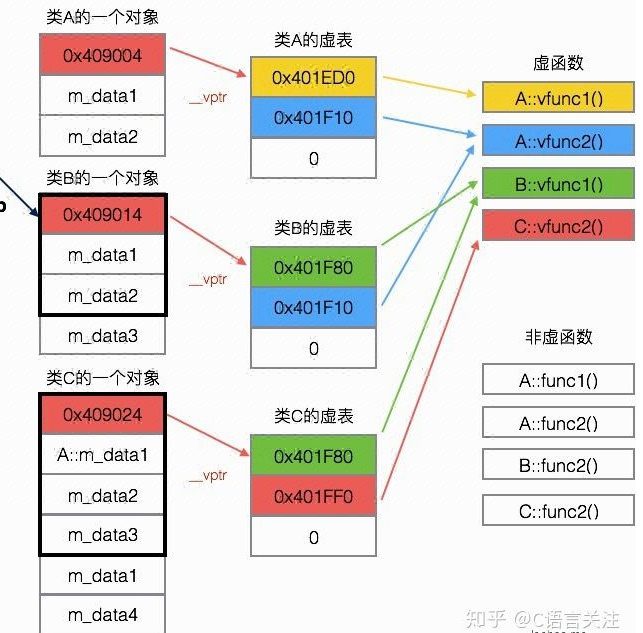 类A的一个对象
0x409004
m_data1
m_data2
类B的一个对象
p
0x409014
m_data1
m_data2
m_data3
类C的一个对象
0x409024
A::m_data1
m_data2
m_data3
m_data1
m_data4
__vptr
__vptr
__vptr
类A的虚表
0x401ED0
0x401F10
0
类B的虚表
0x401F80
0x401F10
0
类C的虚表
0x401F80
0x401FF0
0
虚函数
A::vfunc1()
A::vfunc2()
B::vfunc1()
C::vfunc2()
非虚函数
A::func1()
A::func2()
B::func2()
C::func2()
知乎 @C语言关注